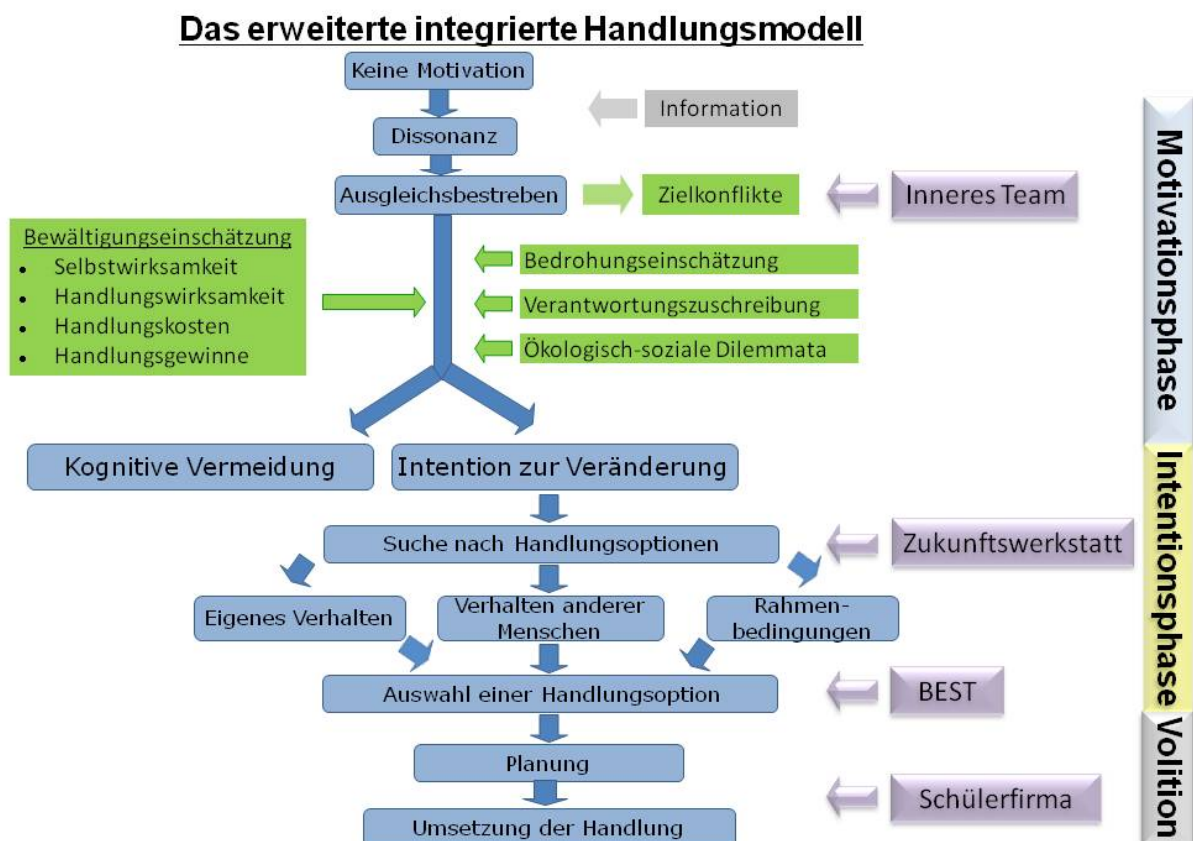 Das erweiterte integrierte Handlungsmodell
Keine Motivation
Information
Dissonanz
Ausgleichsbestreben
Zielkonflikte
Inneres Team
Bewältigungseinschätzung
• Selbstwirksamkeit
• Handlungswirksamkeit
• Handlungskosten
• Handlungsgewinne
Bedrohungseinschätzung
Verantwortungszuschreibung
Ökologisch-soziale Dilemmata
Motivationsphase
Kognitive Vermeidung
Intention zur Veränderung
Suche nach Handlungsoptionen
Zukunftswerkstatt
Eigenes Verhalten
Verhalten anderer
Menschen
Rahmen-
bedingungen
Auswahl einer Handlungsoption
BEST
Intentionsphase
Planung
Schülerfirma
Umsetzung der Handlung
Volition